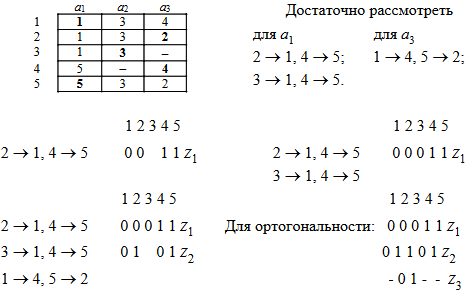 a1 a2 a3
1 1 3 4
2 1 3 2
3 1 3 –
4 5 – 4
5 5 3 2
Достаточно рассмотреть
для a1 для a3
2 → 1, 4 → 5; 1 → 4, 5 → 2;
3 → 1, 4 → 5.
1 2 3 4 5
2 → 1, 4 → 5 0 0 1 1 z1
1 2 3 4 5
2 → 1, 4 → 5 0 0 0 1 1 z1
3 → 1, 4 → 5
1 2 3 4 5
2 → 1, 4 → 5 0 0 0 1 1 z1
3 → 1, 4 → 5 0 1 0 1 z2
1 → 4, 5 → 2
1 2 3 4 5
Для ортогональности: 0 0 0 1 1 z1
0 1 1 0 1 z2
- 0 1 - - z3